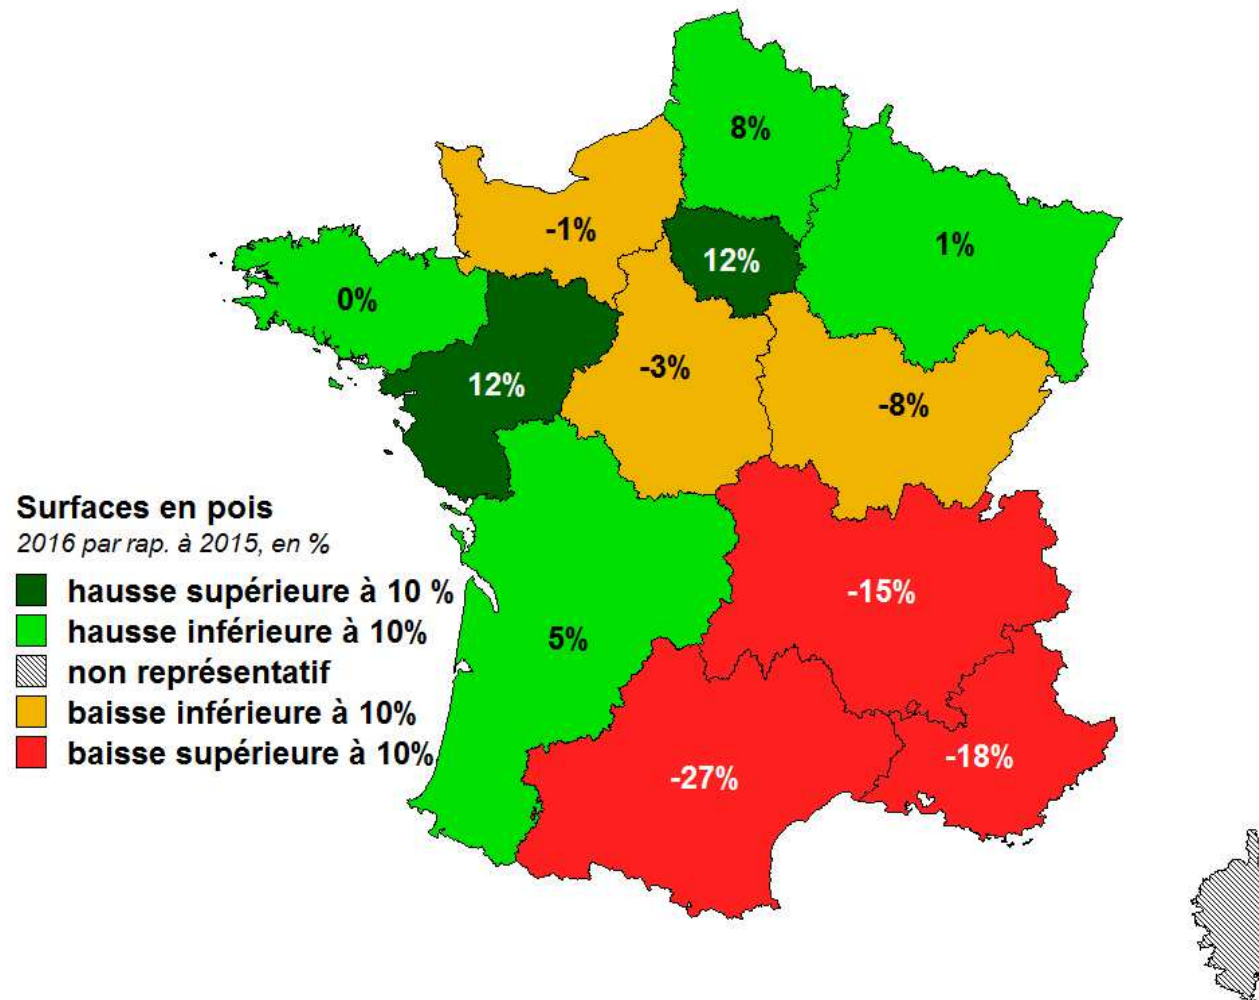 8%
-1%
12%
1%
0%
-3%
12%
-8%
Surfaces en pois
2016 par rap. à 2015, en %
hausse supérieure à 10 %
hausse inférieure à 10%
non représentatif
baisse inférieure à 10%
baisse supérieure à 10%
-15%
5%
-18%
-27%